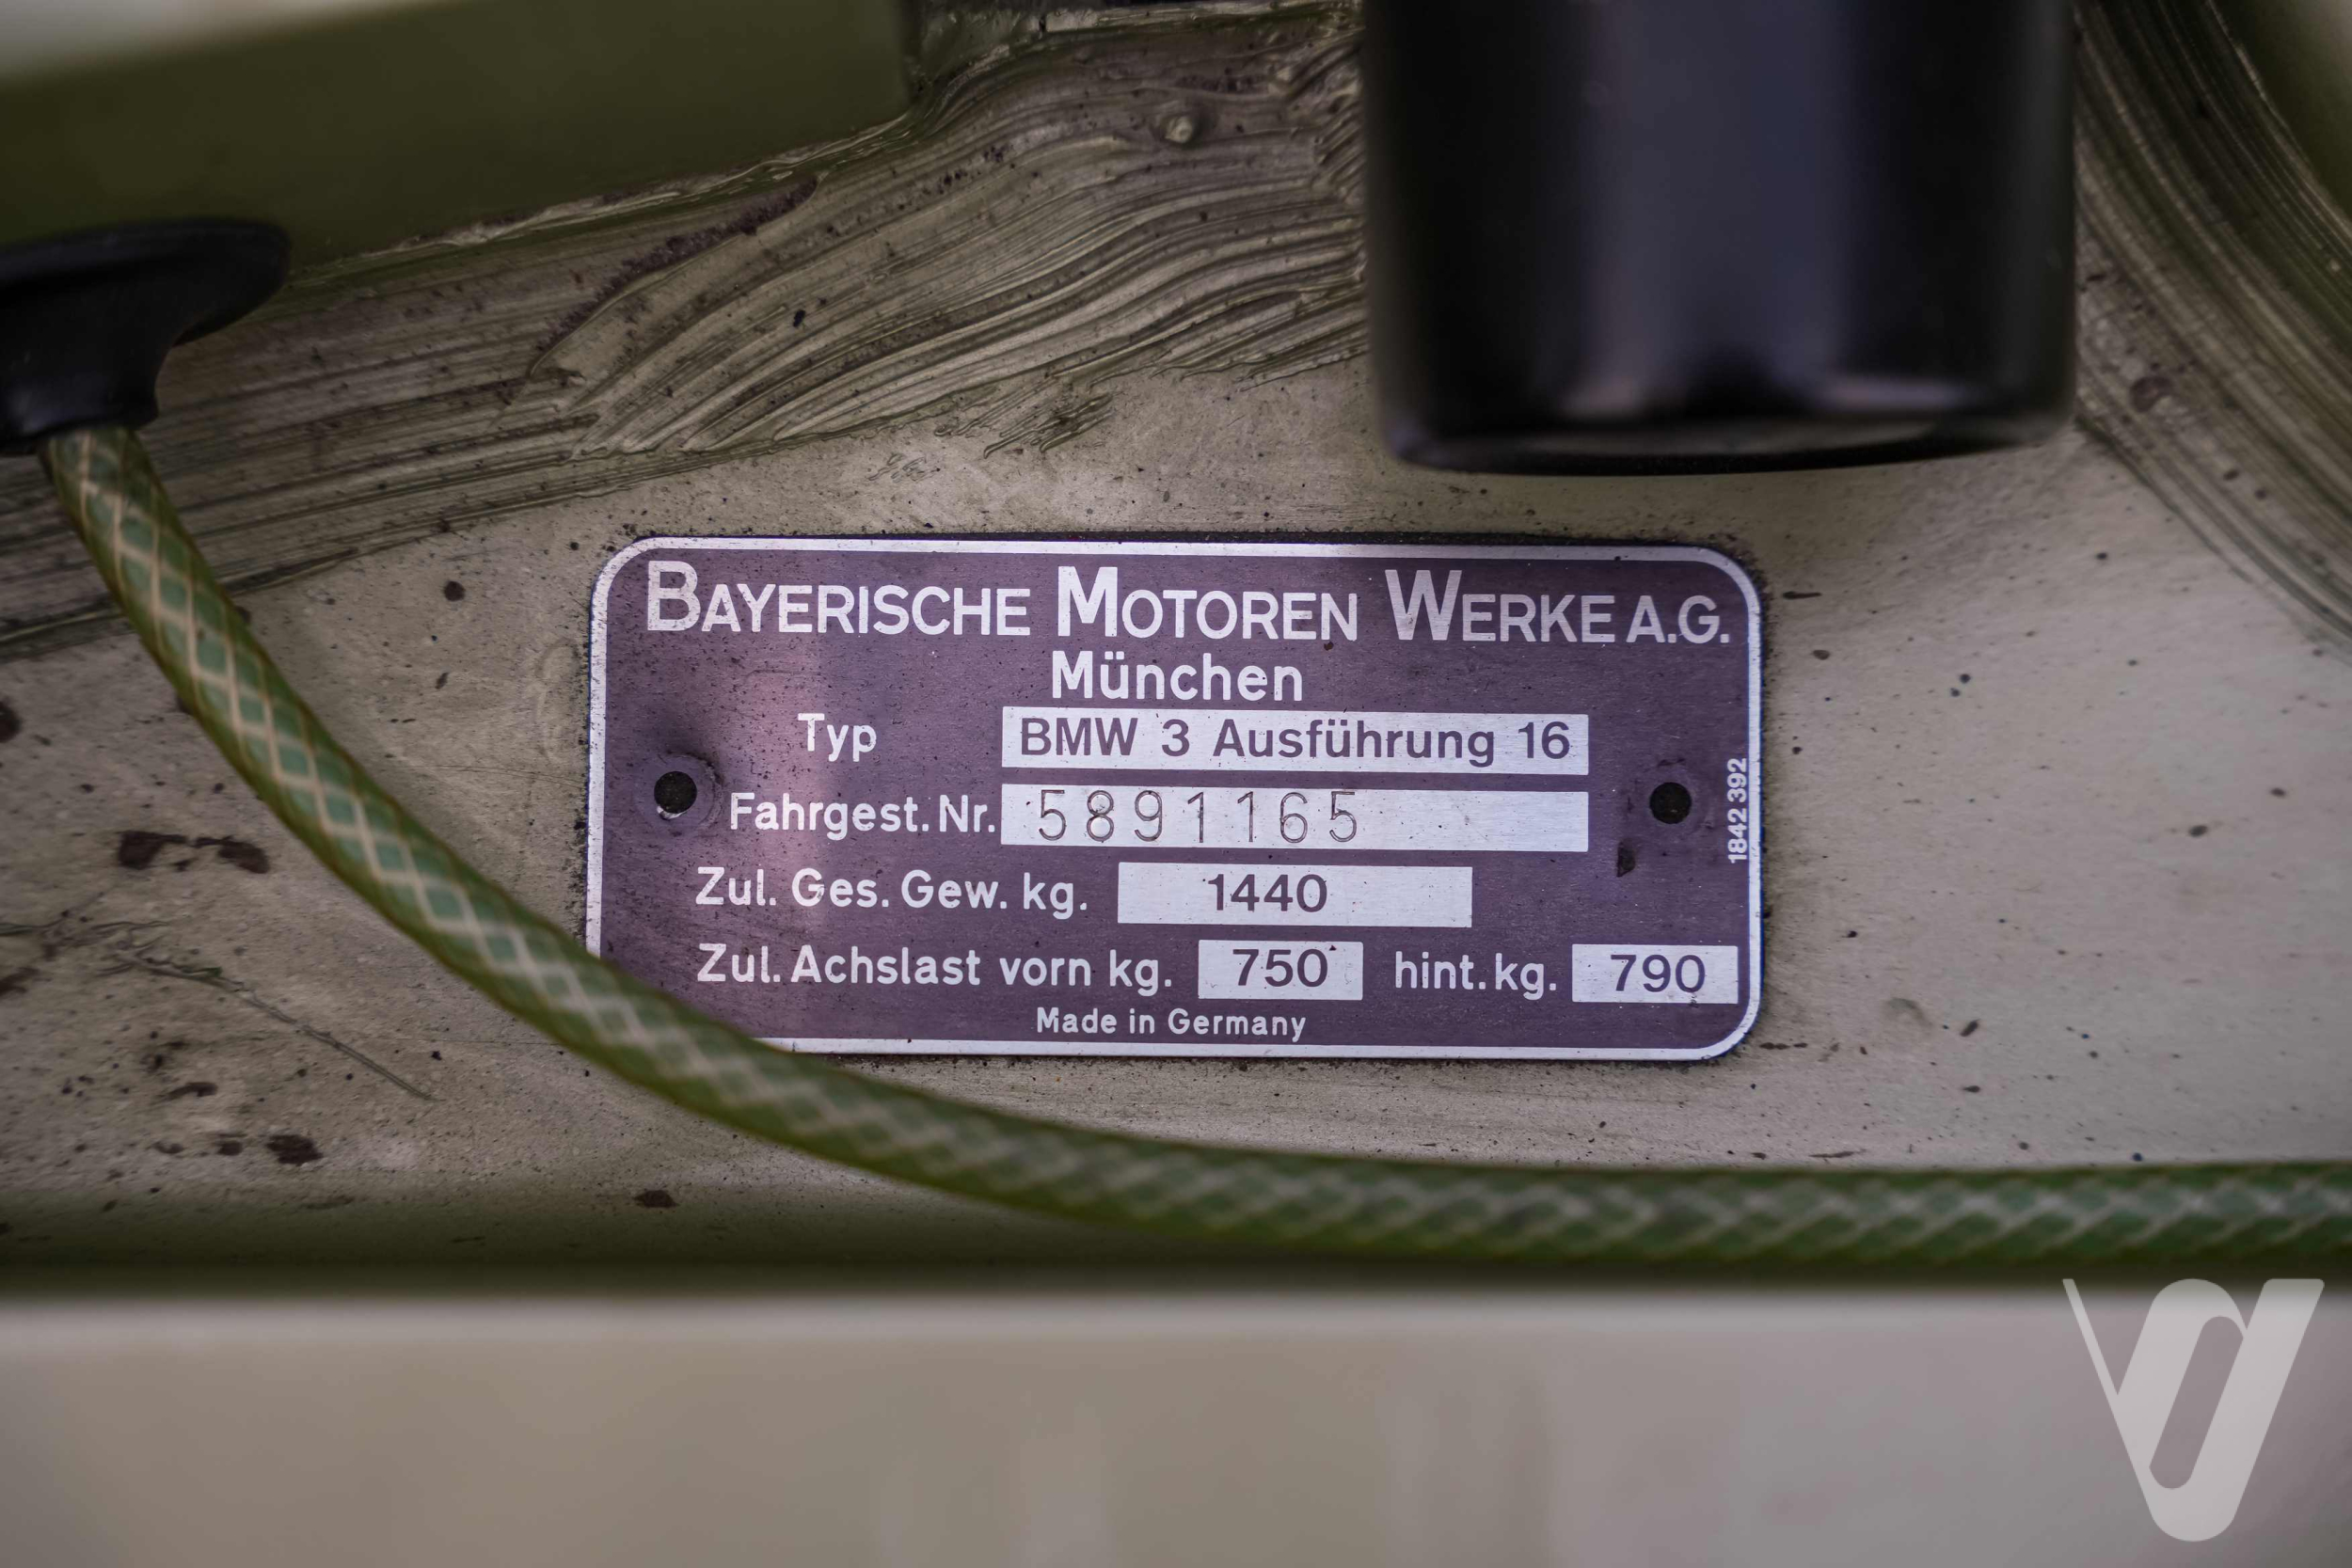 BAYERISCHE MOTOREN WERKE A.G.
München
Typ BMW 3 Ausführung 16
Fahrgest. Nr. 5891165
Zul. Ges. Gew. kg. 1440
Zul. Achslast vorn kg. 750 hint. kg. 790
Made in Germany
1842 392